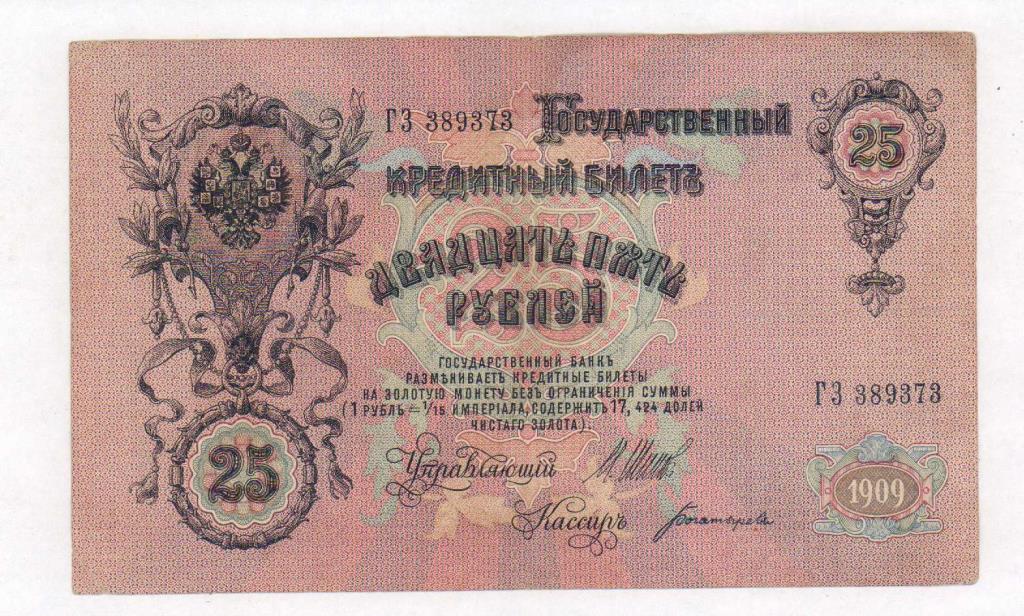 ГЗ 389373 ГОСУДАРСТВЕННЫЙ
КРЕДИТНЫЙ БИЛЕТЪ
25
ДВАДЦАТЬ ПЯТЬ
РУБЛЕЙ
25
ГОСУДАРСТВЕННЫЙ БАНКЪ
РАЗМѢНИВАЕТЪ КРЕДИТНЫЕ БИЛЕТЫ
НА ЗОЛОТУЮ МОНЕТУ БЕЗЪ ОГРАНИЧЕНІЯ СУММЫ
(1 РУБЛЬ = 1/15 ИМПЕРІАЛА, СОДЕРЖИТЪ 17,424 ДОЛЕЙ
ЧИСТАГО ЗОЛОТА).
ГЗ 389373
Управляющій И Шипов
25
1909
Кассиръ Богатырев